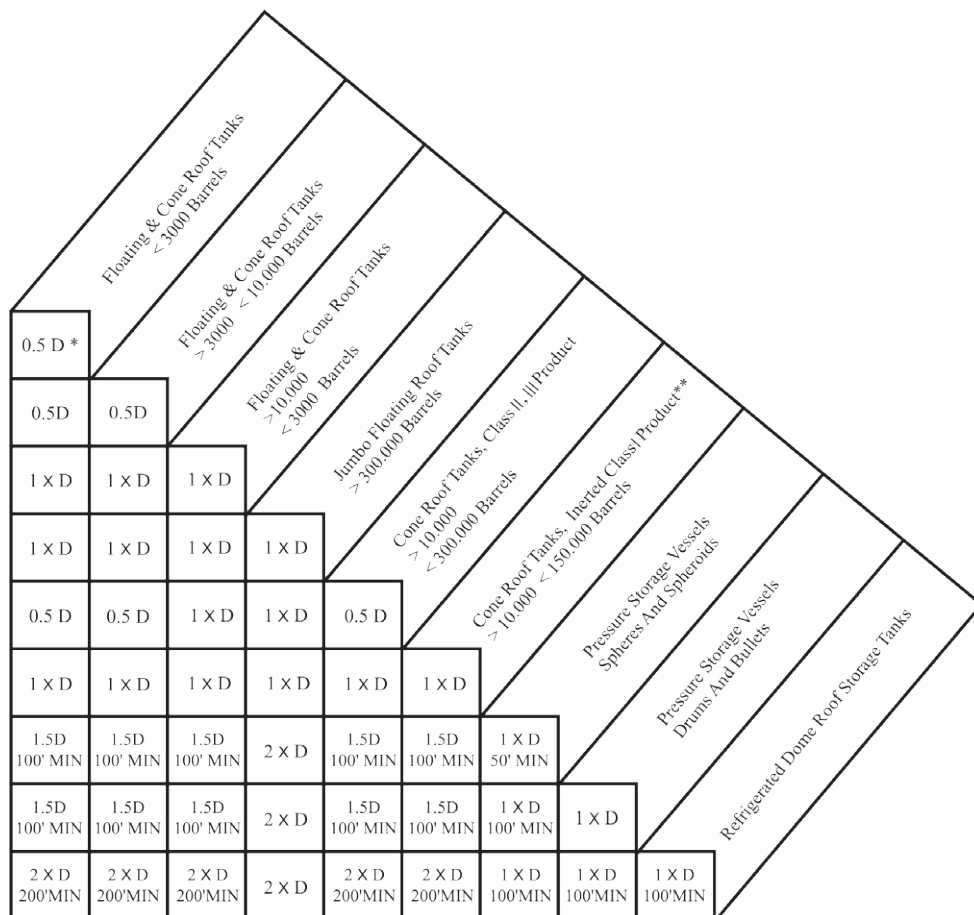 Floating & Cone Roof Tanks
< 3000 Barrels
Floating & Cone Roof Tanks
> 3000 < 10.000 Barrels
Floating & Cone Roof Tanks
>10.000
< 3000 Barrels
Jumbo Floating Roof Tanks
> 300.000 Barrels
Cone Roof Tanks, Class II, III Product
> 10.000
<300.000 Barrels
Cone Roof Tanks, Inerted Class I Product**
> 10.000 < 150.000 Barrels
Pressure Storage Vessels
Spheres And Spheroids
Pressure Storage Vessels
Drums And Bullets
Refrigerated Dome Roof Storage Tanks
0.5 D *
0.5D 0.5D
1 X D 1 X D 1 X D
1 X D 1 X D 1 X D 1 X D
0.5 D 0.5 D 1 X D 1 X D 0.5 D
1 X D 1 X D 1 X D 1 X D 1 X D 1 X D
1.5D 1.5D 1.5D 2 X D 1.5D 1.5D 1 X D
100' MIN 100' MIN 100' MIN 100' MIN 100' MIN 50' MIN
1.5D 1.5D 1.5D 2 X D 1.5D 1.5D 1 X D 1 X D
100' MIN 100' MIN 100' MIN 100' MIN 100' MIN 100' MIN
2 X D 2 X D 2 X D 2 X D 2 X D 2 X D 1 X D 1 X D 1 X D
200'MIN 200'MIN 200'MIN 200'MIN 200'MIN 100'MIN 100'MIN 100'MIN